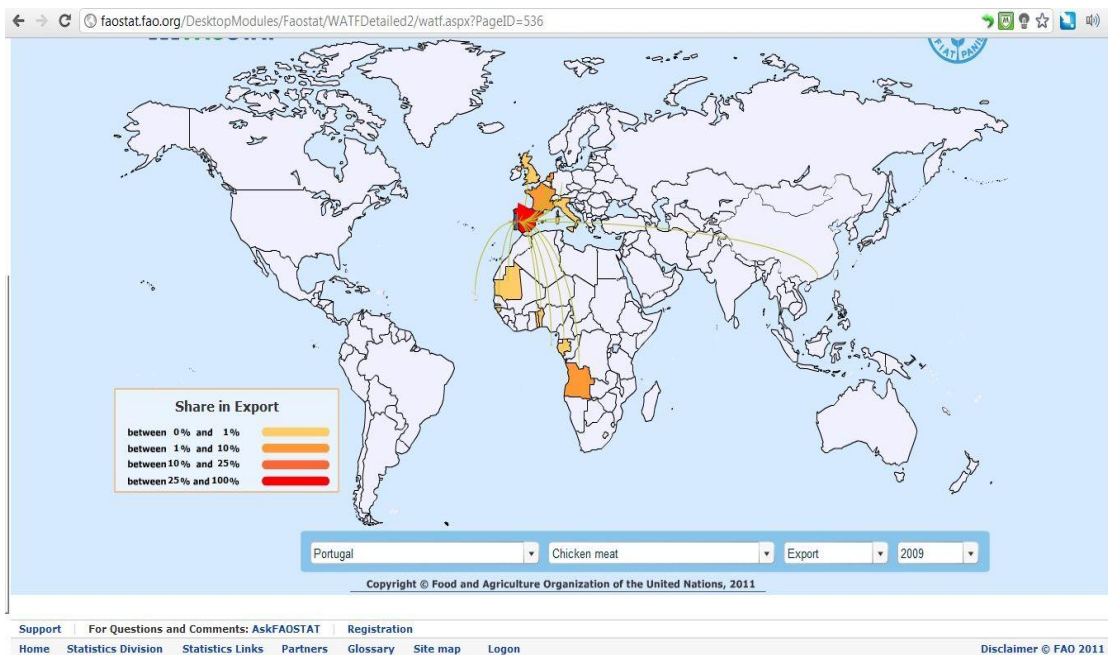 faostat.fao.org/DesktopModules/Faostat/WATFDetailed2/watf.aspx?PageID=536
FIAT PANIS
Share in Export
between 0% and 1%
between 1% and 10%
between 10% and 25%
between 25% and 100%
Portugal Chicken meat Export 2009
Copyright © Food and Agriculture Organization of the United Nations, 2011
Support For Questions and Comments: AskFAOSTAT Registration
Home Statistics Division Statistics Links Partners Glossary Site map Logon Disclaimer © FAO 2011